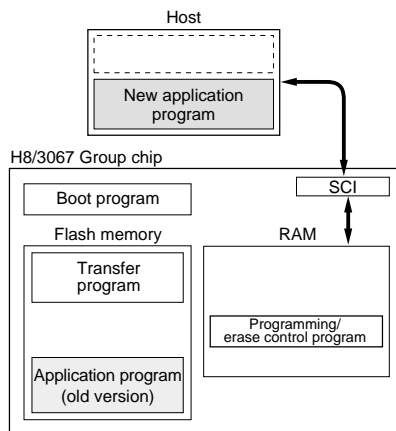 Host
New application
program
H8/3067 Group chip
SCI
Boot program
Flash memory
RAM
Transfer
program
Programming/
erase control program
Application program
(old version)